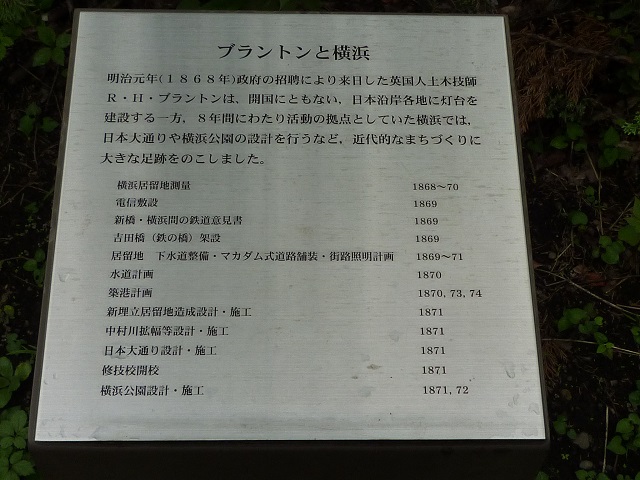 ブラントンと横浜
明治元年(1868年)政府の招聘により来日した英国人土木技師
R・H・ブラントンは、開国にともない、日本沿岸各地に灯台を
建設する一方、8年間にわたり活動の拠点としていた横浜では、
日本大通りや横浜公園の設計を行うなど、近代的なまちづくりに
大きな足跡をのこしました。
横浜居留地測量 1868〜70
電信敷設 1869
新橋・横浜間の鉄道意見書 1869
吉田橋(鉄の橋)架設 1869
居留地 下水道整備・マカダム式道路舗装・街路照明計画 1869〜71
水道計画 1870
築港計画 1870, 73, 74
新埋立居留地造成設計・施工 1871
中村川拡幅等設計・施工 1871
日本大通り設計・施工 1871
修技校開校 1871
横浜公園設計・施工 1871, 72